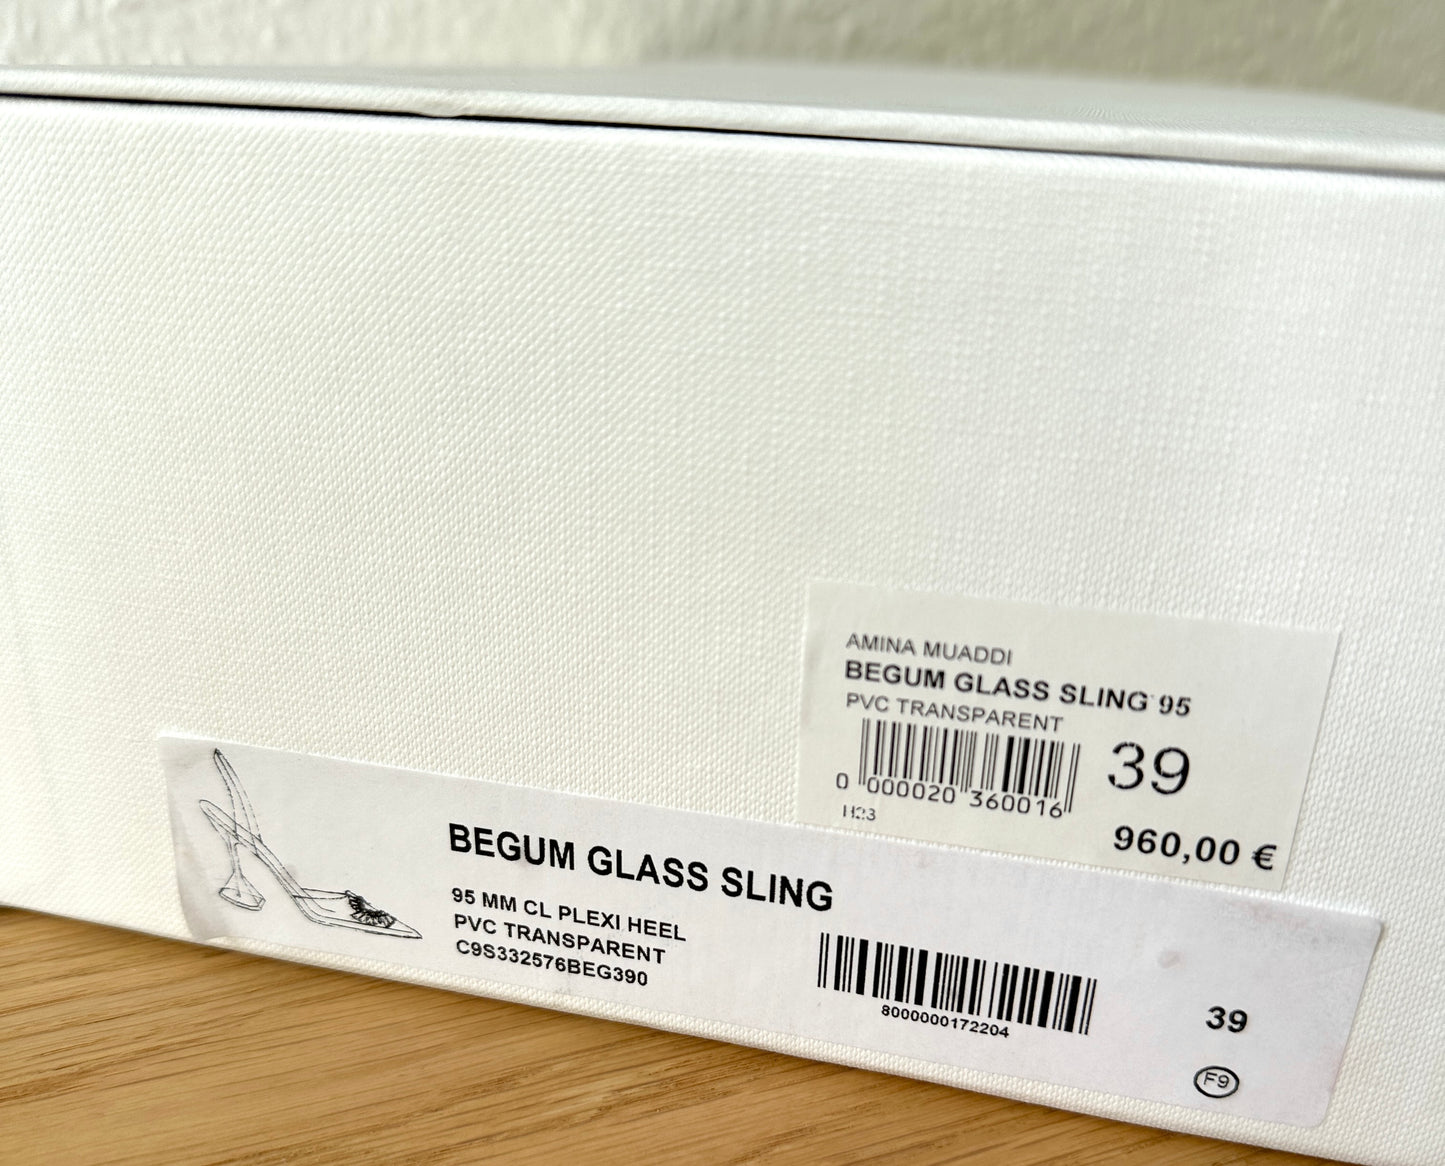 AMINA MUADDI
BEGUM GLASS SLING 95
PVC TRANSPARENT
0 000020 360016
39
H23
960,00 €
BEGUM GLASS SLING
95 MM CL PLEXI HEEL
PVC TRANSPARENT
C9S332576BEG390
8000000172204
39
F9